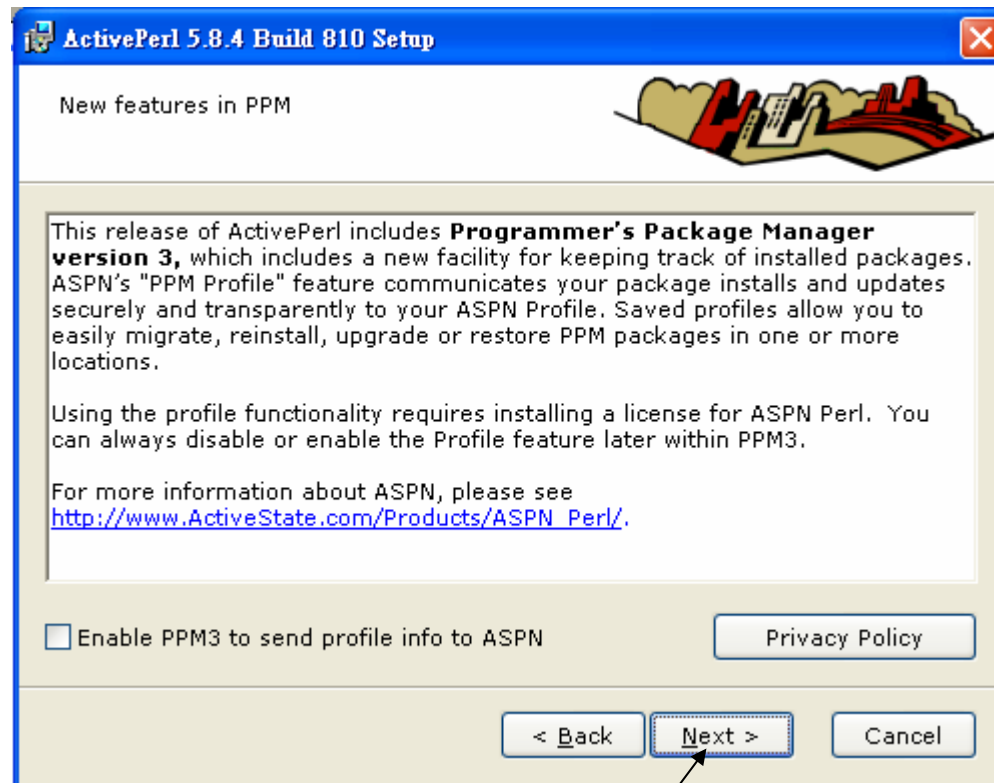 ActivePerl 5.8.4 Build 810 Setup
New features in PPM
This release of ActivePerl includes Programmer's Package Manager
version 3, which includes a new facility for keeping track of installed packages.
ASPN's "PPM Profile" feature communicates your package installs and updates
securely and transparently to your ASPN Profile. Saved profiles allow you to
easily migrate, reinstall, upgrade or restore PPM packages in one or more
locations.
Using the profile functionality requires installing a license for ASPN Perl. You
can always disable or enable the Profile feature later within PPM3.
For more information about ASPN, please see
http://www.ActiveState.com/Products/ASPN_Perl/.
Enable PPM3 to send profile info to ASPN
Privacy Policy
< Back
Next >
Cancel